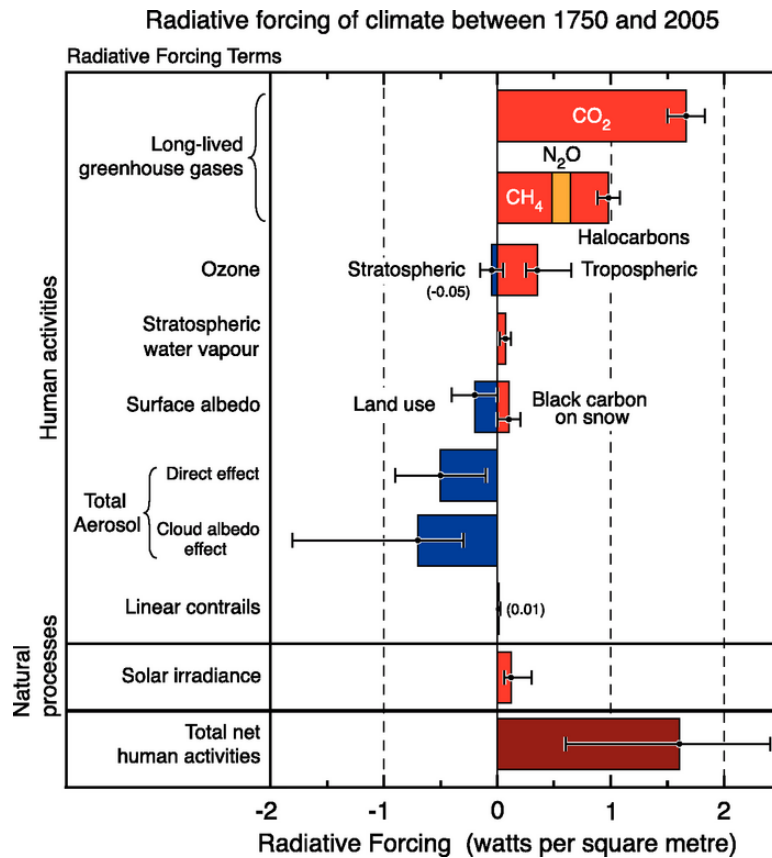 Radiative forcing of climate between 1750 and 2005
Radiative Forcing Terms
Human activities
Long-lived
greenhouse gases
CO₂
N₂O
CH₄
Halocarbons
Ozone
Stratospheric
(-0.05)
Tropospheric
Stratospheric
water vapour
Surface albedo
Land use
Black carbon
on snow
Total
Aerosol
Direct effect
Cloud albedo
effect
Linear contrails
(0.01)
Natural
processes
Solar irradiance
Total net
human activities
-2 -1 0 1 2
Radiative Forcing (watts per square metre)